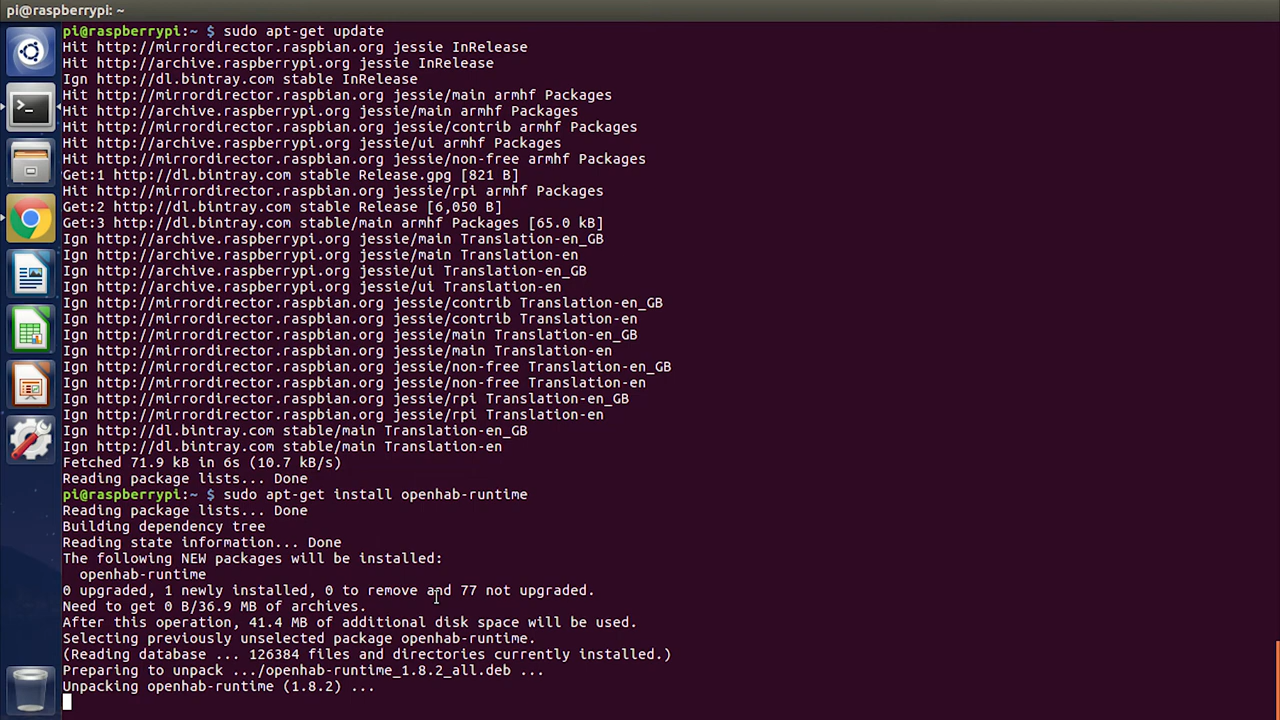 pi@raspberrypi: ~
pi@raspberrypi:~ $ sudo apt-get update
Hit http://mirrordirector.raspbian.org jessie InRelease
Hit http://archive.raspberrypi.org jessie InRelease
Ign http://dl.bintray.com stable InRelease
Hit http://mirrordirector.raspbian.org jessie/main armhf Packages
Hit http://archive.raspberrypi.org jessie/main armhf Packages
Hit http://mirrordirector.raspbian.org jessie/contrib armhf Packages
Hit http://archive.raspberrypi.org jessie/ui armhf Packages
Hit http://mirrordirector.raspbian.org jessie/non-free armhf Packages
Get:1 http://dl.bintray.com stable Release.gpg [821 B]
Hit http://mirrordirector.raspbian.org jessie/rpi armhf Packages
Get:2 http://dl.bintray.com stable Release [6,050 B]
Get:3 http://dl.bintray.com stable/main armhf Packages [65.0 kB]
Ign http://archive.raspberrypi.org jessie/main Translation-en_GB
Ign http://archive.raspberrypi.org jessie/main Translation-en
Ign http://archive.raspberrypi.org jessie/ui Translation-en_GB
Ign http://archive.raspberrypi.org jessie/ui Translation-en
Ign http://mirrordirector.raspbian.org jessie/contrib Translation-en_GB
Ign http://mirrordirector.raspbian.org jessie/contrib Translation-en
Ign http://mirrordirector.raspbian.org jessie/main Translation-en_GB
Ign http://mirrordirector.raspbian.org jessie/main Translation-en
Ign http://mirrordirector.raspbian.org jessie/non-free Translation-en_GB
Ign http://mirrordirector.raspbian.org jessie/non-free Translation-en
Ign http://mirrordirector.raspbian.org jessie/rpi Translation-en_GB
Ign http://mirrordirector.raspbian.org jessie/rpi Translation-en
Ign http://dl.bintray.com stable/main Translation-en_GB
Ign http://dl.bintray.com stable/main Translation-en
Fetched 71.9 kB in 6s (10.7 kB/s)
Reading package lists... Done
pi@raspberrypi:~ $ sudo apt-get install openhab-runtime
Reading package lists... Done
Building dependency tree
Reading state information... Done
The following NEW packages will be installed:
openhab-runtime
0 upgraded, 1 newly installed, 0 to remove and 77 not upgraded.
Need to get 0 B/36.9 MB of archives.
After this operation, 41.4 MB of additional disk space will be used.
Selecting previously unselected package openhab-runtime.
(Reading database ... 126384 files and directories currently installed.)
Preparing to unpack .../openhab-runtime_1.8.2_all.deb ...
Unpacking openhab-runtime (1.8.2) ...